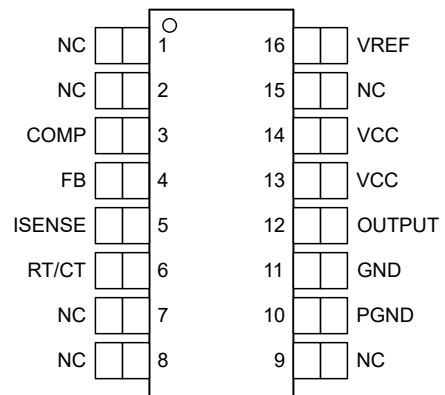 NC 1 16 VREF
NC 2 15 NC
COMP 3 14 VCC
FB 4 13 VCC
ISENSE 5 12 OUTPUT
RT/CT 6 11 GND
NC 7 10 PGND
NC 8 9 NC